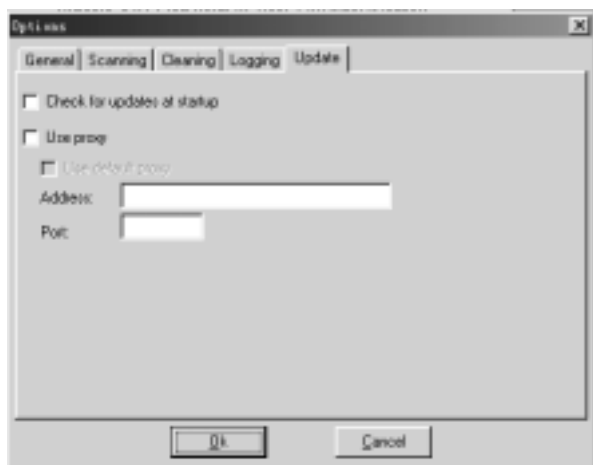 Options
General Scanning Cleaning Logging Update
Check for updates at startup
Use proxy
Use default proxy
Address:
Port:
Ok
Cancel